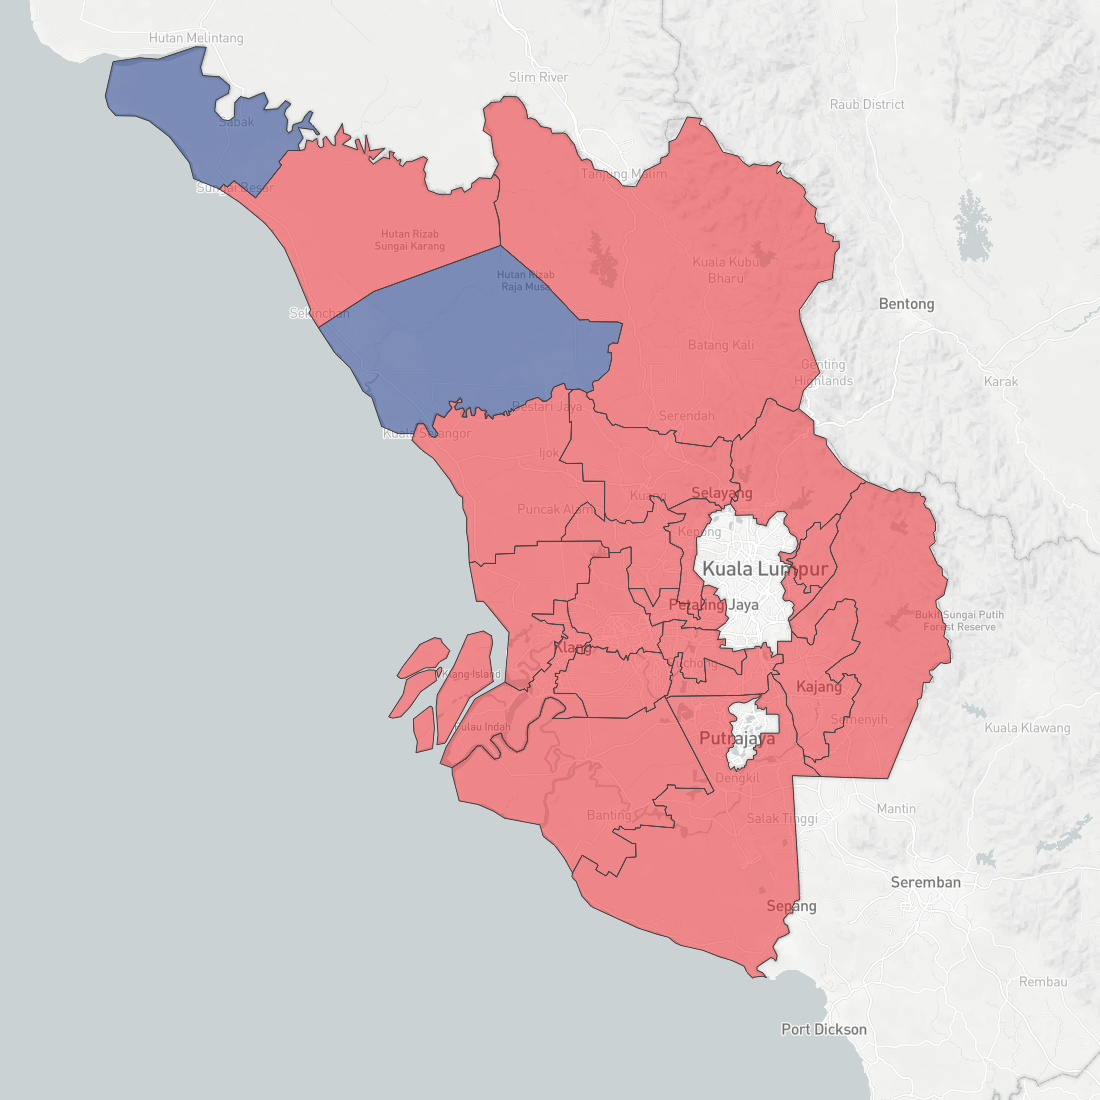 Hutan Melintang
Slim River
Raub District
Sabak
Tanjung Malim
Sungai Besar
Hutan Rizab
Sungai Karang
Kuala Kubu
Bharu
Hutan Rizab
Raja Musa
Bentong
Sekinchan
Batang Kali
Genting
Highlands
Karak
Bestari Jaya
Serendah
Kuala Selangor
Ijok
Kuang
Selayang
Puncak Alam
Kepong
Kuala Lumpur
Petaling Jaya
Bukit Sungai Putih
Forest Reserve
Klang
Puchong
Klang Island
Kajang
Semenyih
Pulau Indah
Kuala Klawang
Putrajaya
Dengkil
Mantin
Banting
Salak Tinggi
Seremban
Sepang
Rembau
Port Dickson